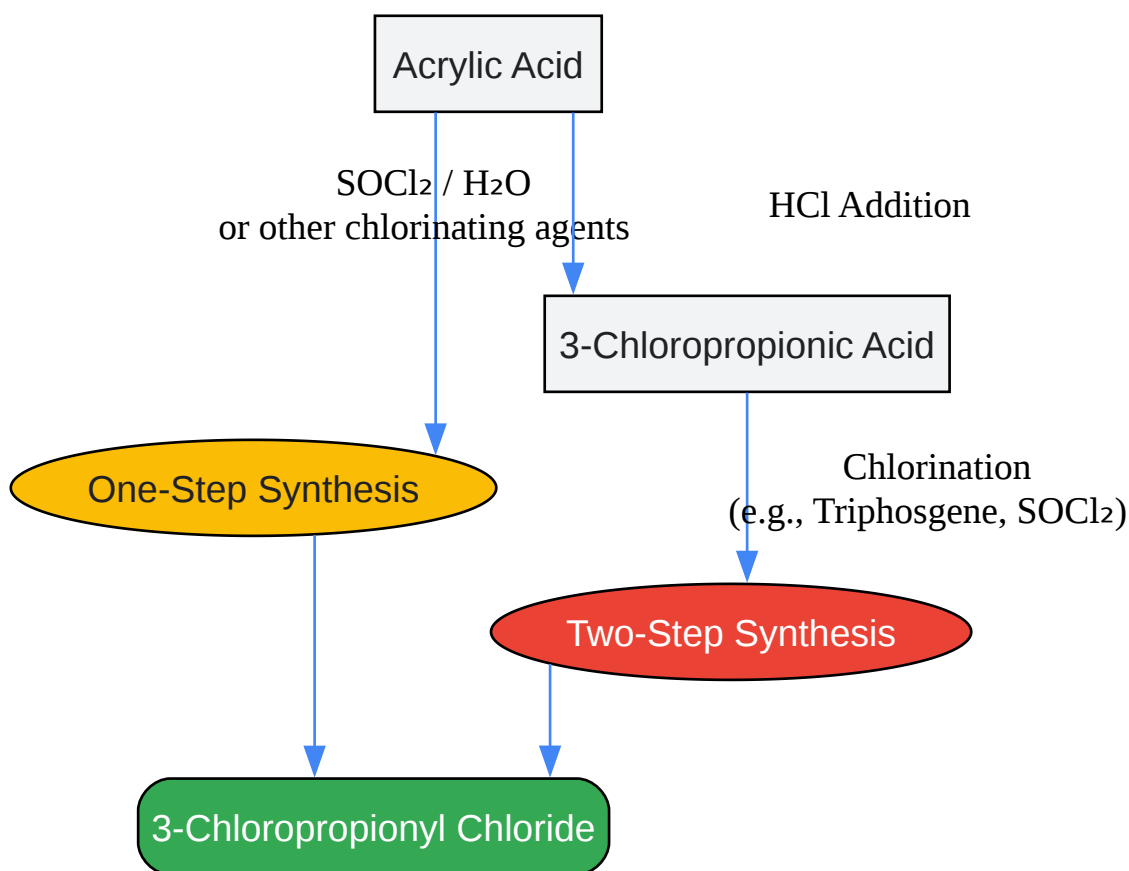 Acrylic Acid
SOCl₂ / H₂O
or other chlorinating agents
HCl Addition
3-Chloropropionic Acid
Chlorination
(e.g., Triphosgene, SOCl₂)
One-Step Synthesis
Two-Step Synthesis
3-Chloropropionyl Chloride